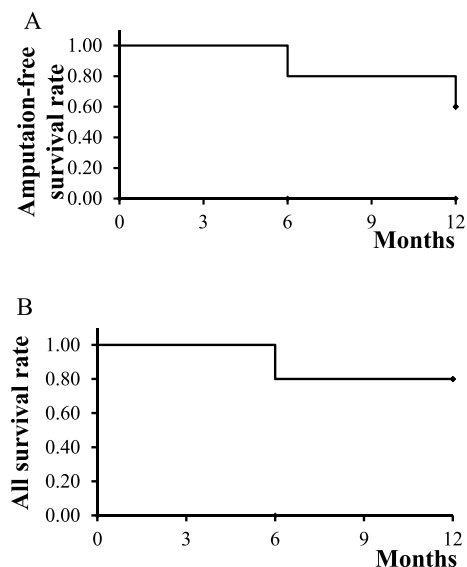 A
Amputaion-free
survival rate
1.00
0.80
0.60
0.40
0.20
0.00
0 3 6 9 12
Months
B
All survival rate
1.00
0.80
0.60
0.40
0.20
0.00
0 3 6 9 12
Months